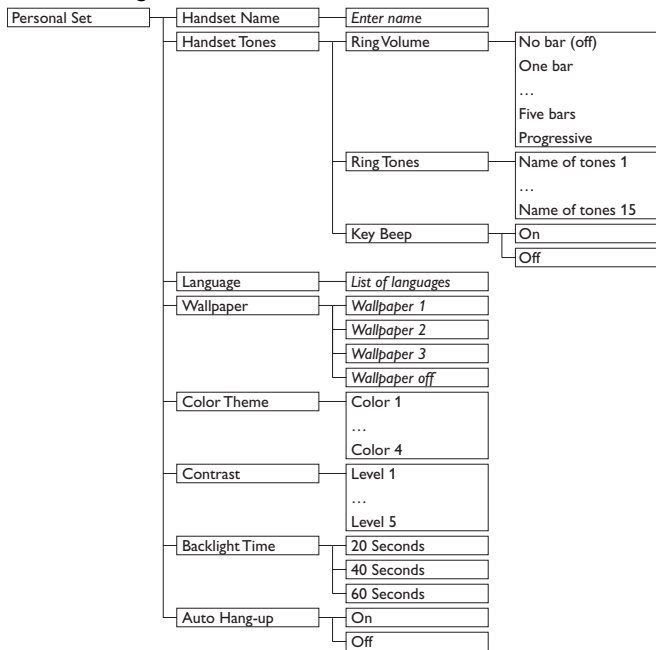 Personal Set
Handset Name
Enter name
Handset Tones
Ring Volume
No bar (off)
One bar
…
Five bars
Progressive
Ring Tones
Name of tones 1
…
Name of tones 15
Key Beep
On
Off
Language
List of languages
Wallpaper
Wallpaper 1
Wallpaper 2
Wallpaper 3
Wallpaper off
Color Theme
Color 1
…
Color 4
Contrast
Level 1
…
Level 5
Backlight Time
20 Seconds
40 Seconds
60 Seconds
Auto Hang-up
On
Off